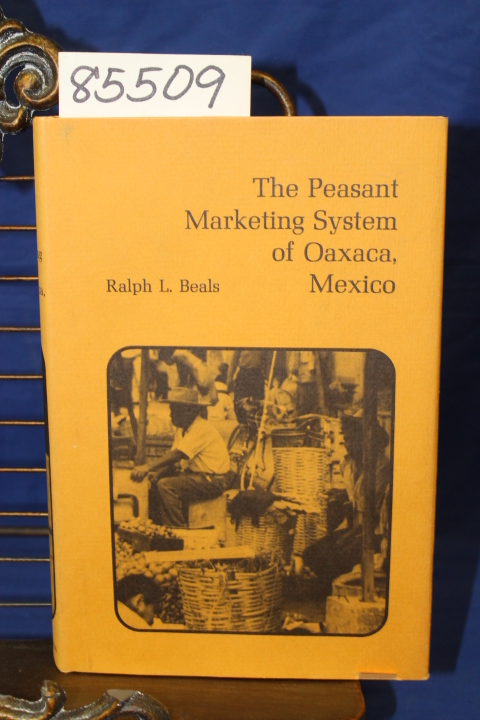 85509
The Peasant
Marketing System
of Oaxaca,
Mexico
Ralph L. Beals